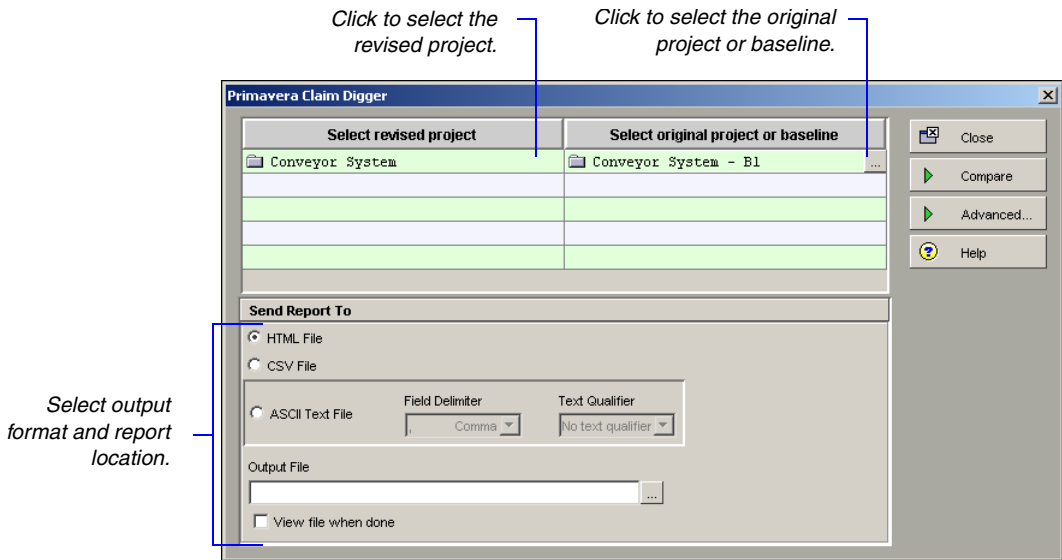 Click to select the
revised project.
Click to select the original
project or baseline.
Primavera Claim Digger
Select revised project
Select original project or baseline
Conveyor System
Conveyor System - B1
...
Close
Compare
Advanced...
Help
Send Report To
HTML File
CSV File
ASCII Text File
Field Delimiter
, Comma
Text Qualifier
No text qualifier
Select output
format and report
location.
Output File
...
View file when done